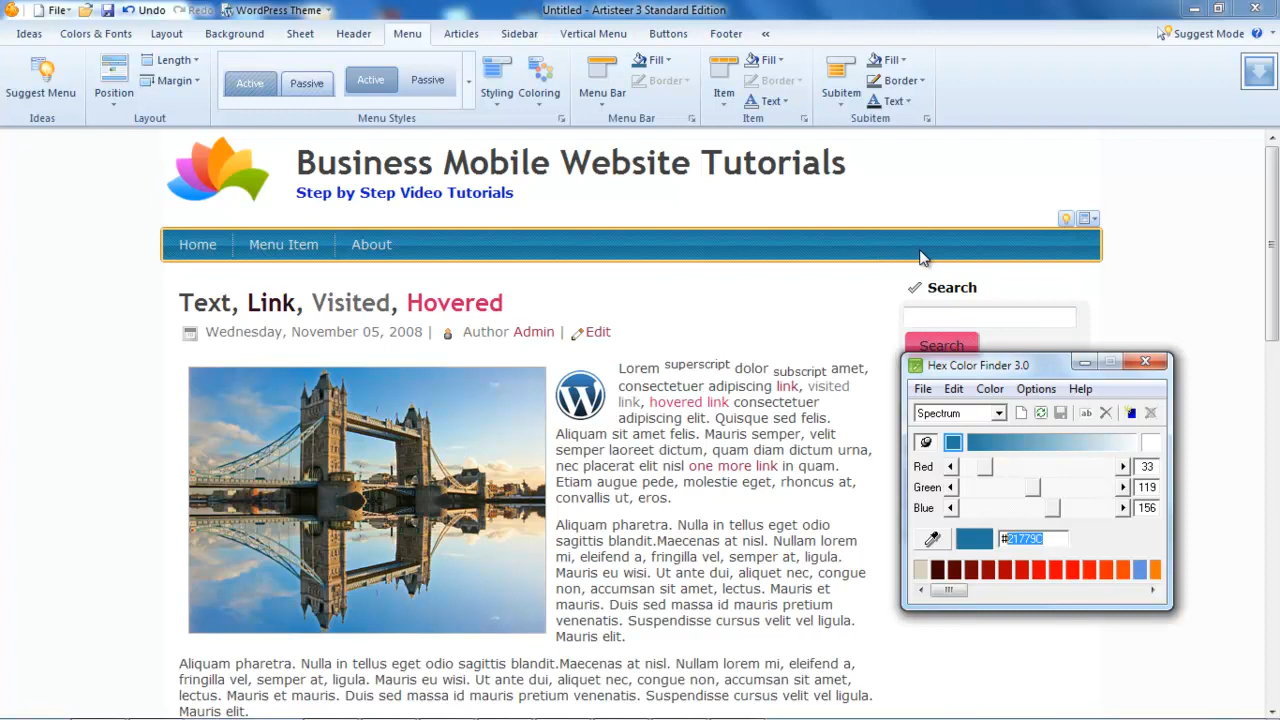 File Undo Redo WordPress Theme Untitled - Artisteer 3 Standard Edition
Ideas Colors & Fonts Layout Background Sheet Header Menu Articles Sidebar Vertical Menu Buttons Footer « Suggest Mode
Suggest Menu Position Length Margin Active Passive Active Passive Styling Coloring Menu Bar Fill Border Item Fill Border Text Subitem Fill Border Text
Ideas Layout Menu Styles Menu Bar Item Subitem
Business Mobile Website Tutorials
Step by Step Video Tutorials
Home Menu Item About
Text, Link, Visited, Hovered
Wednesday, November 05, 2008 | Author Admin | Edit
Lorem superscript dolor subscript amet,
consectetuer adipiscing link, visited
link, hovered link consectetuer
adipiscing elit. Quisque sed felis.
Aliquam sit amet felis. Mauris semper, velit
semper laoreet dictum, quam diam dictum urna,
nec placerat elit nisl one more link in quam.
Etiam augue pede, molestie eget, rhoncus at,
convallis ut, eros.
Aliquam pharetra. Nulla in tellus eget odio
sagittis blandit.Maecenas at nisl. Nullam lorem
mi, eleifend a, fringilla vel, semper at, ligula.
Mauris eu wisi. Ut ante dui, aliquet nec, congue
non, accumsan sit amet, lectus. Mauris et
mauris. Duis sed massa id mauris pretium
venenatis. Suspendisse cursus velit vel ligula.
Mauris elit.
Aliquam pharetra. Nulla in tellus eget odio sagittis blandit.Maecenas at nisl. Nullam lorem mi, eleifend a,
fringilla vel, semper at, ligula. Mauris eu wisi. Ut ante dui, aliquet nec, congue non, accumsan sit amet,
lectus. Mauris et mauris. Duis sed massa id mauris pretium venenatis. Suspendisse cursus velit vel ligula.
Mauris elit.
Search
Search
Hex Color Finder 3.0
File Edit Color Options Help
Spectrum ab
Red 33
Green 119
Blue 156
#21779C